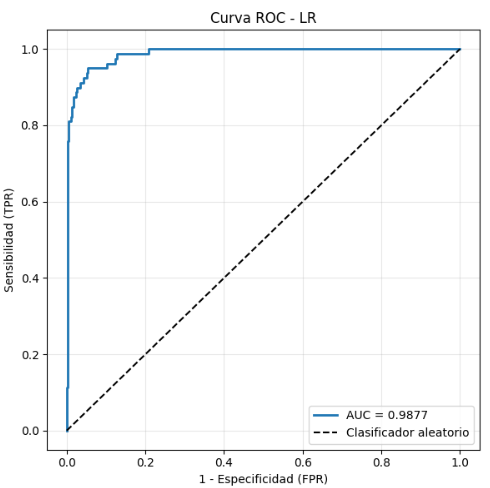 Curva ROC - LR
1.0
0.8
0.6
0.4
0.2
0.0
Sensibilidad (TPR)
AUC = 0.9877
Clasificador aleatorio
0.0 0.2 0.4 0.6 0.8 1.0
1 - Especificidad (FPR)